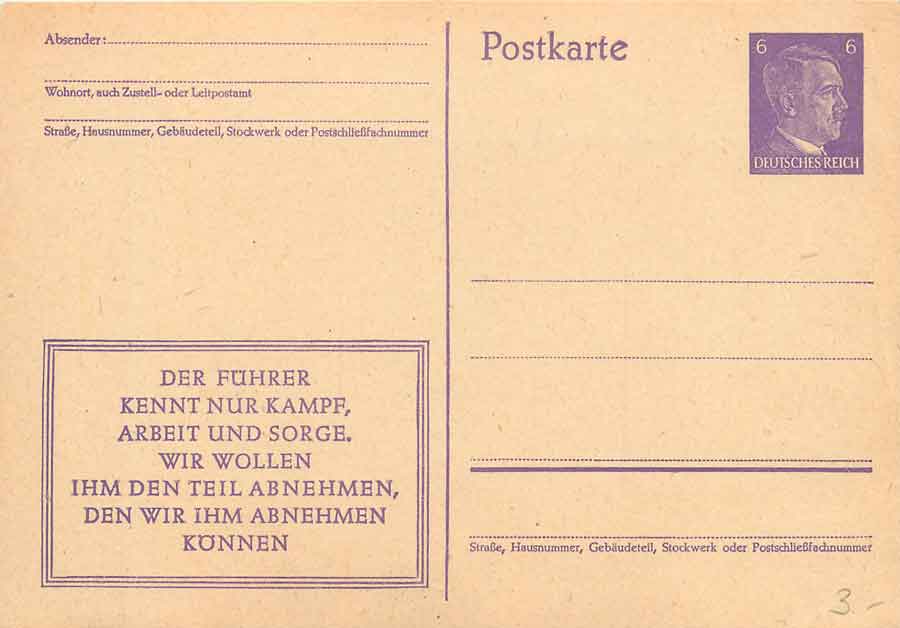 Absender:
Wohnort, auch Zustell- oder Leitpostamt
Straße, Hausnummer, Gebäudeteil, Stockwerk oder Postschließfachnummer
DER FÜHRER
KENNT NUR KAMPF,
ARBEIT UND SORGE.
WIR WOLLEN
IHM DEN TEIL ABNEHMEN,
DEN WIR IHM ABNEHMEN
KÖNNEN
Postkarte
6 6
DEUTSCHES REICH
Straße, Hausnummer, Gebäudeteil, Stockwerk oder Postschließfachnummer
3.-